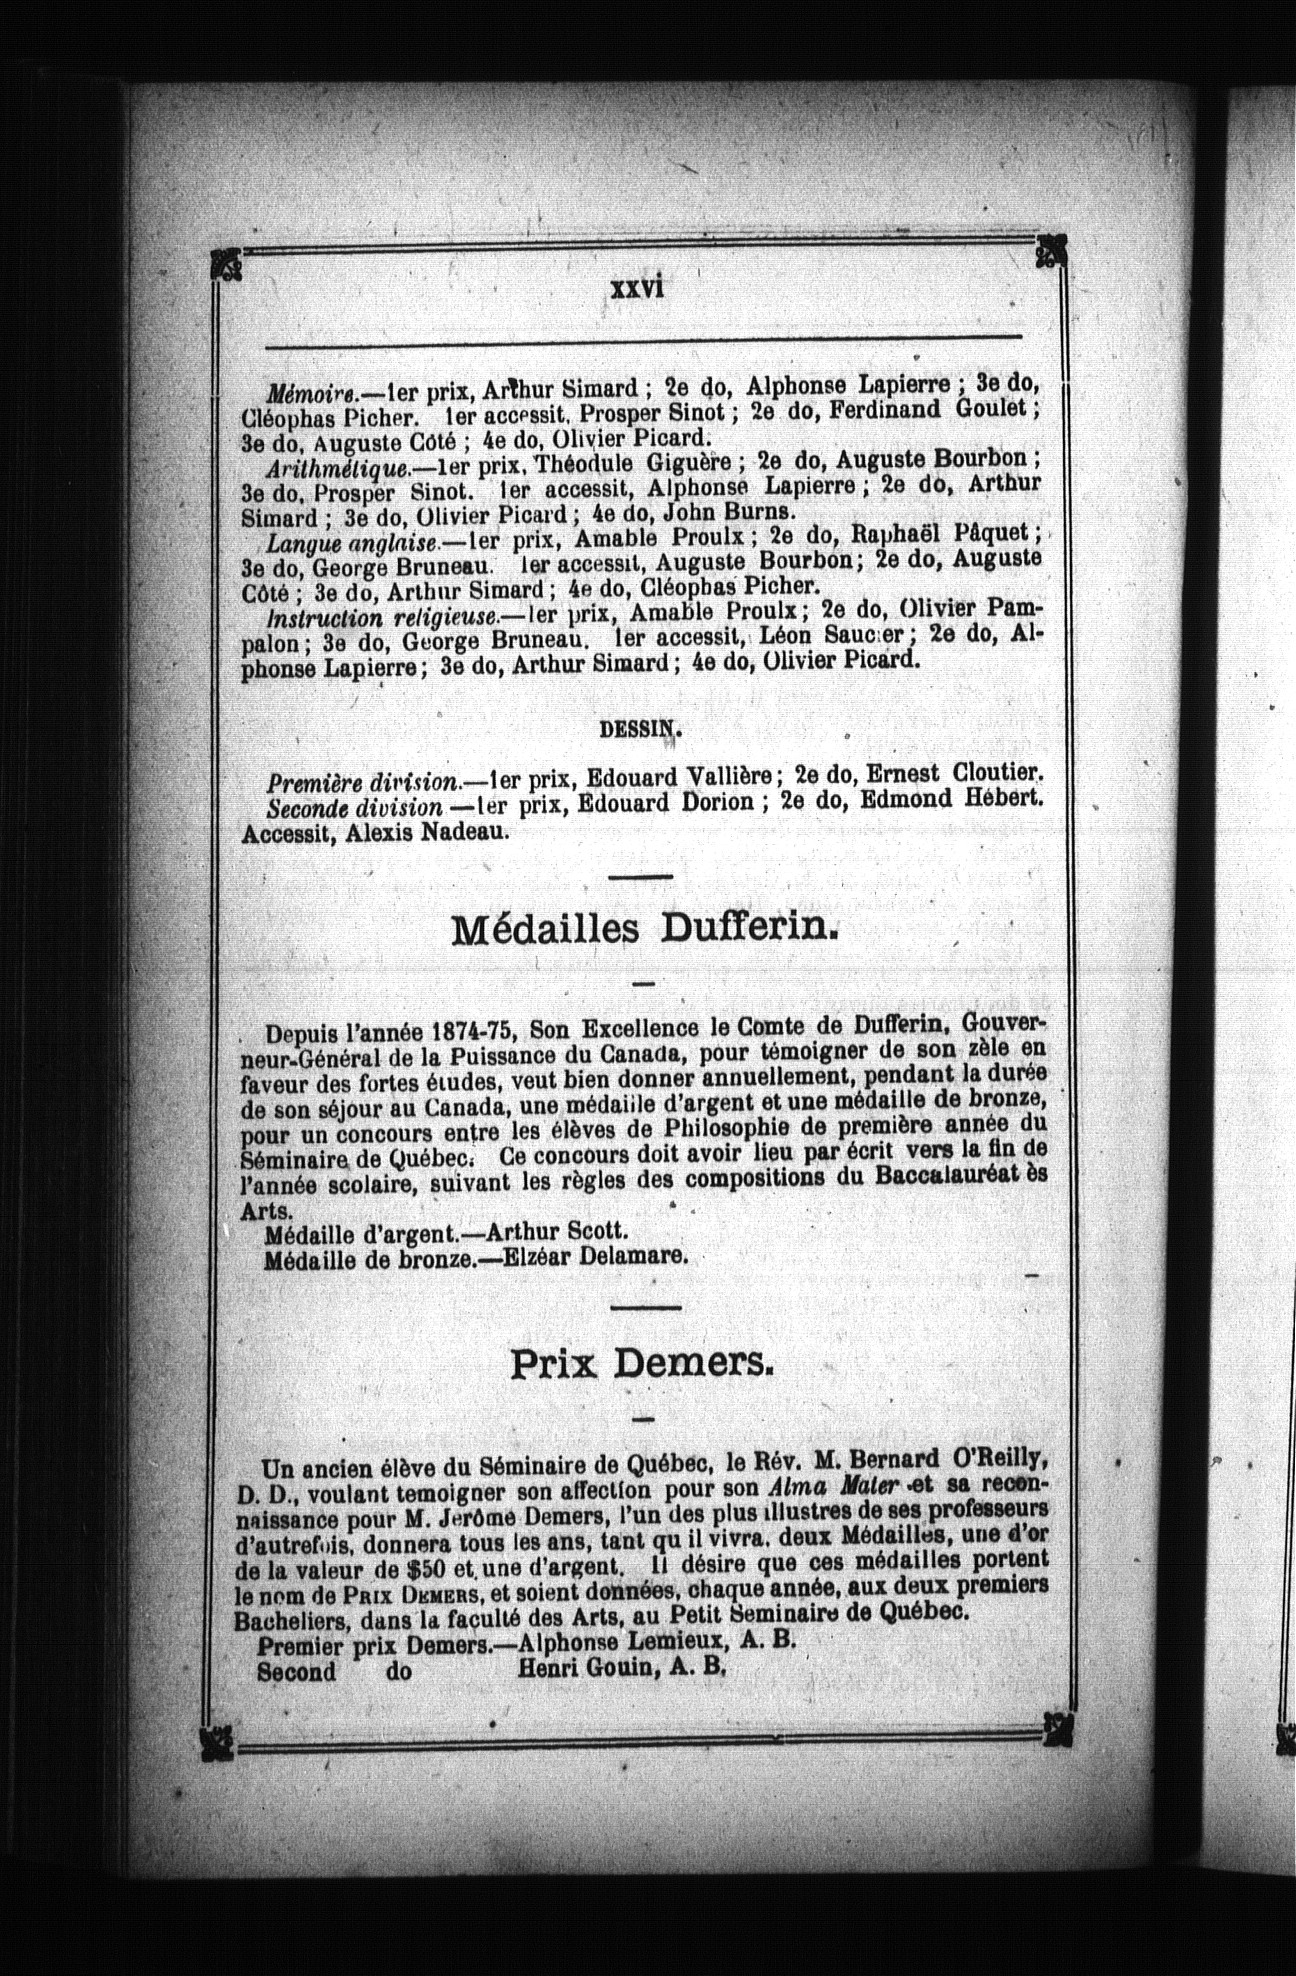 xxvi
Mémoire.—1er prix, Arthur Simard ; 2e do, Alphonse Lapierre ; 3e do,
Cléophas Picher. 1er accessit, Prosper Sinot ; 2e do, Ferdinand Goulet ;
3e do, Auguste Côté ; 4e do, Olivier Picard.
Arithmétique.—1er prix, Théodule Giguère ; 2e do, Auguste Bourbon ;
3e do, Prosper Sinot. 1er accessit, Alphonse Lapierre ; 2e do, Arthur
Simard ; 3e do, Olivier Picard ; 4e do, John Burns.
Langue anglaise.—1er prix, Amable Proulx ; 2e do, Raphaël Pâquet ;
3e do, George Bruneau. 1er accessit, Auguste Bourbon ; 2e do, Auguste
Côté ; 3e do, Arthur Simard ; 4e do, Cléophas Picher.
Instruction religieuse.—1er prix, Amable Proulx ; 2e do, Olivier Pam-
palon ; 3e do, George Bruneau. 1er accessit, Léon Saucier ; 2e do, Al-
phonse Lapierre ; 3e do, Arthur Simard ; 4e do, Olivier Picard.
DESSIN.
Première division.—1er prix, Edouard Vallière ; 2e do, Ernest Cloutier.
Seconde division —1er prix, Edouard Dorion ; 2e do, Edmond Hébert.
Accessit, Alexis Nadeau.
Médailles Dufferin.
Depuis l'année 1874-75, Son Excellence le Comte de Dufferin, Gouver-
neur-Général de la Puissance du Canada, pour témoigner de son zèle en
faveur des fortes études, veut bien donner annuellement, pendant la durée
de son séjour au Canada, une médaille d'argent et une médaille de bronze,
pour un concours entre les élèves de Philosophie de première année du
Séminaire de Québec. Ce concours doit avoir lieu par écrit vers la fin de
l'année scolaire, suivant les règles des compositions du Baccalauréat ès
Arts.
Médaille d'argent.—Arthur Scott.
Médaille de bronze.—Elzéar Delamare.
Prix Demers.
Un ancien élève du Séminaire de Québec, le Rév. M. Bernard O'Reilly,
D. D., voulant temoigner son affection pour son Alma Mater et sa recon-
naissance pour M. Jerôme Demers, l'un des plus illustres de ses professeurs
d'autrefois, donnera tous les ans, tant qu il vivra, deux Médailles, une d'or
de la valeur de $50 et une d'argent. Il désire que ces médailles portent
le nom de PRIX DEMERS, et soient données, chaque année, aux deux premiers
Bacheliers, dans la faculté des Arts, au Petit Seminaire de Québec.
Premier prix Demers.—Alphonse Lemieux, A. B.
Second do Henri Gouin, A. B.